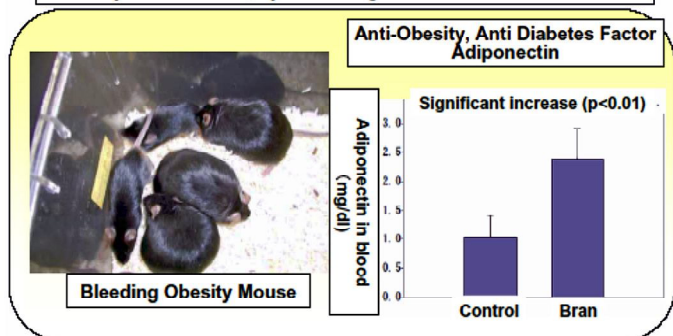 Anti-Obesity, Anti Diabetes Factor
Adiponectin
Significant increase (p<0.01)
Adiponectin in blood
(mg/dl)
3. 0
2. 5
2. 0
1. 5
1. 0
0. 5
0. 0
Control Bran
Bleeding Obesity Mouse